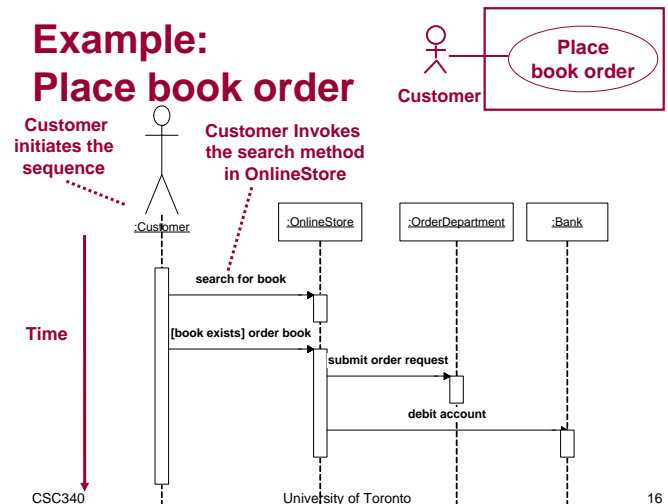 Example:
Place book order
Place
book order
Customer
Customer
initiates the
sequence
Customer Invokes
the search method
in OnlineStore
:Customer
:OnlineStore
:OrderDepartment
:Bank
search for book
Time
[book exists] order book
submit order request
debit account
CSC340
University of Toronto
16